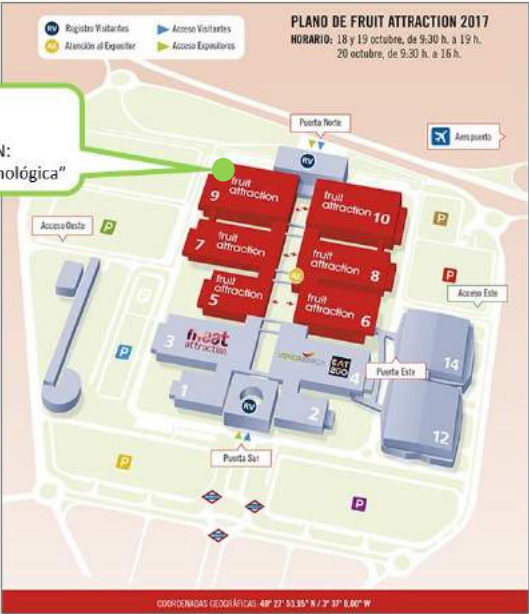 RV Registro Visitantes
Acceso Visitantes
AE Atención al Expositor
Acceso Expositores
PLANO DE FRUIT ATTRACTION 2017
HORARIO: 18 y 19 octubre, de 9:30 h. a 19 h.
20 octubre, de 9:30 h. a 16 h.
Puerta Norte
RV
Aeropuerto
N:
nológica”
fruit
attraction
9
fruit
attraction 10
Acceso Oeste
P
P
7
fruit
attraction
fruit
attraction 8
P
AE
Acceso Este
fruit
attraction
5
fruit
attraction
6
3
attraction
EAT
2GO
4
Puerta Este
14
P
1
RV
2
12
Puerta Sur
P
P
COORDENADAS GEOGRÁFICAS: 40° 27' 53.95" N / 3° 37' 0.00" W